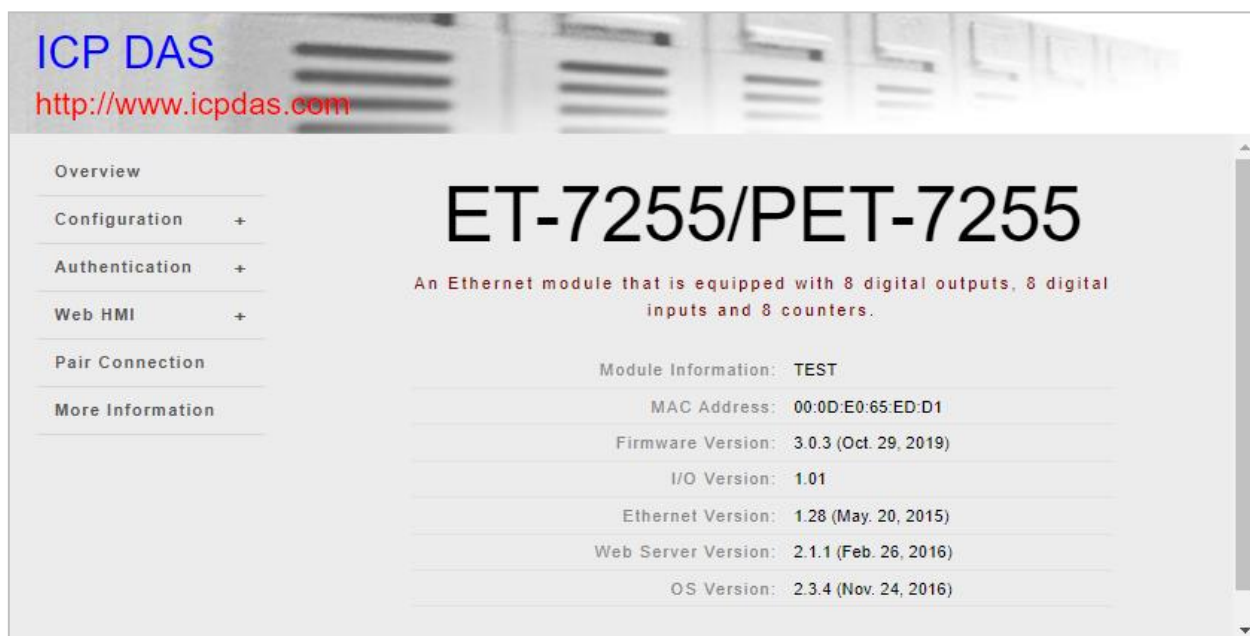 ICP DAS
http://www.icpdas.com
Overview
Configuration +
Authentication +
Web HMI +
Pair Connection
More Information
ET-7255/PET-7255
An Ethernet module that is equipped with 8 digital outputs, 8 digital
inputs and 8 counters.
Module Information: TEST
MAC Address: 00:0D:E0:65:ED:D1
Firmware Version: 3.0.3 (Oct. 29, 2019)
I/O Version: 1.01
Ethernet Version: 1.28 (May. 20, 2015)
Web Server Version: 2.1.1 (Feb. 26, 2016)
OS Version: 2.3.4 (Nov. 24, 2016)